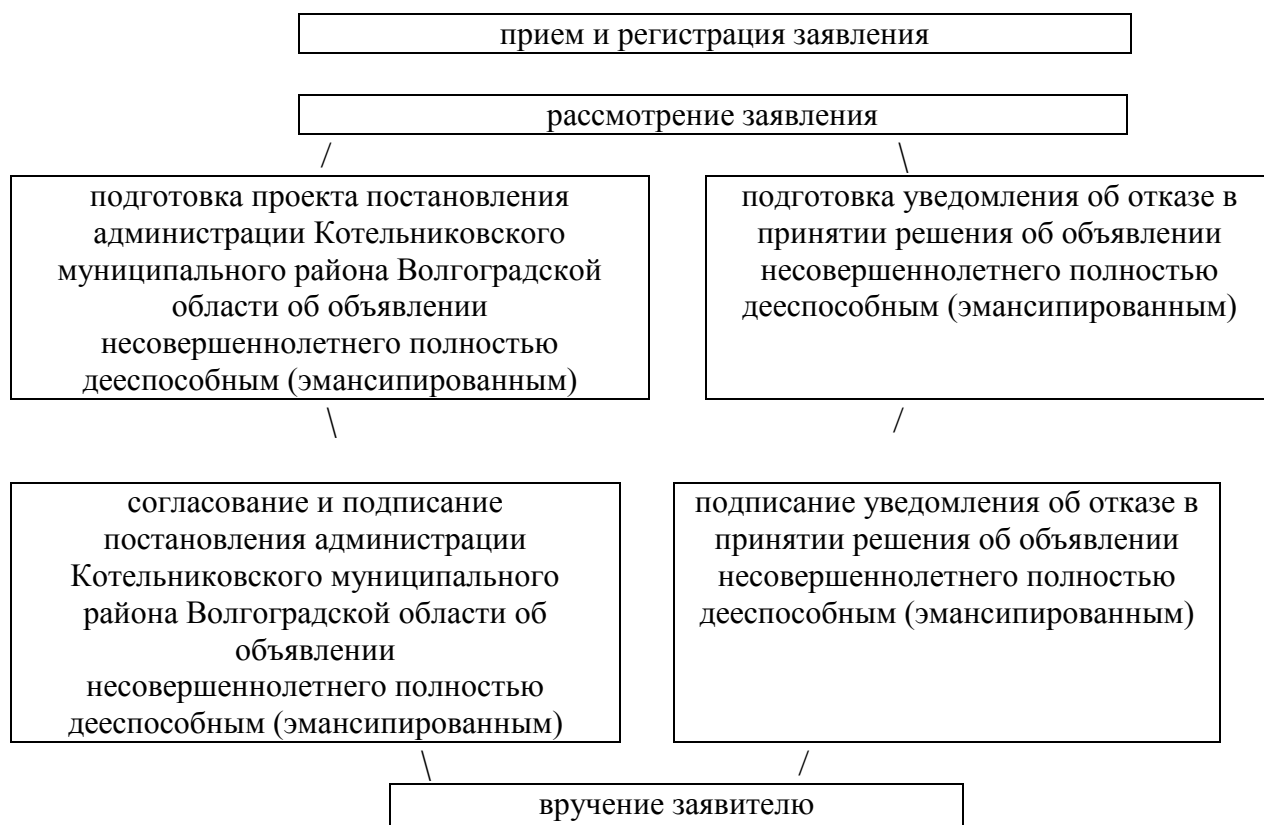 прием и регистрация заявления
рассмотрение заявления
подготовка проекта постановления
администрации Котельниковского
муниципального района Волгоградской
области об объявлении
несовершеннолетнего полностью
дееспособным (эмансипированным)
подготовка уведомления об отказе в
принятии решения об объявлении
несовершеннолетнего полностью
дееспособным (эмансипированным)
согласование и подписание
постановления администрации
Котельниковского муниципального
района Волгоградской области об
объявлении
несовершеннолетнего полностью
дееспособным (эмансипированным)
подписание уведомления об отказе в
принятии решения об объявлении
несовершеннолетнего полностью
дееспособным (эмансипированным)
вручение заявителю